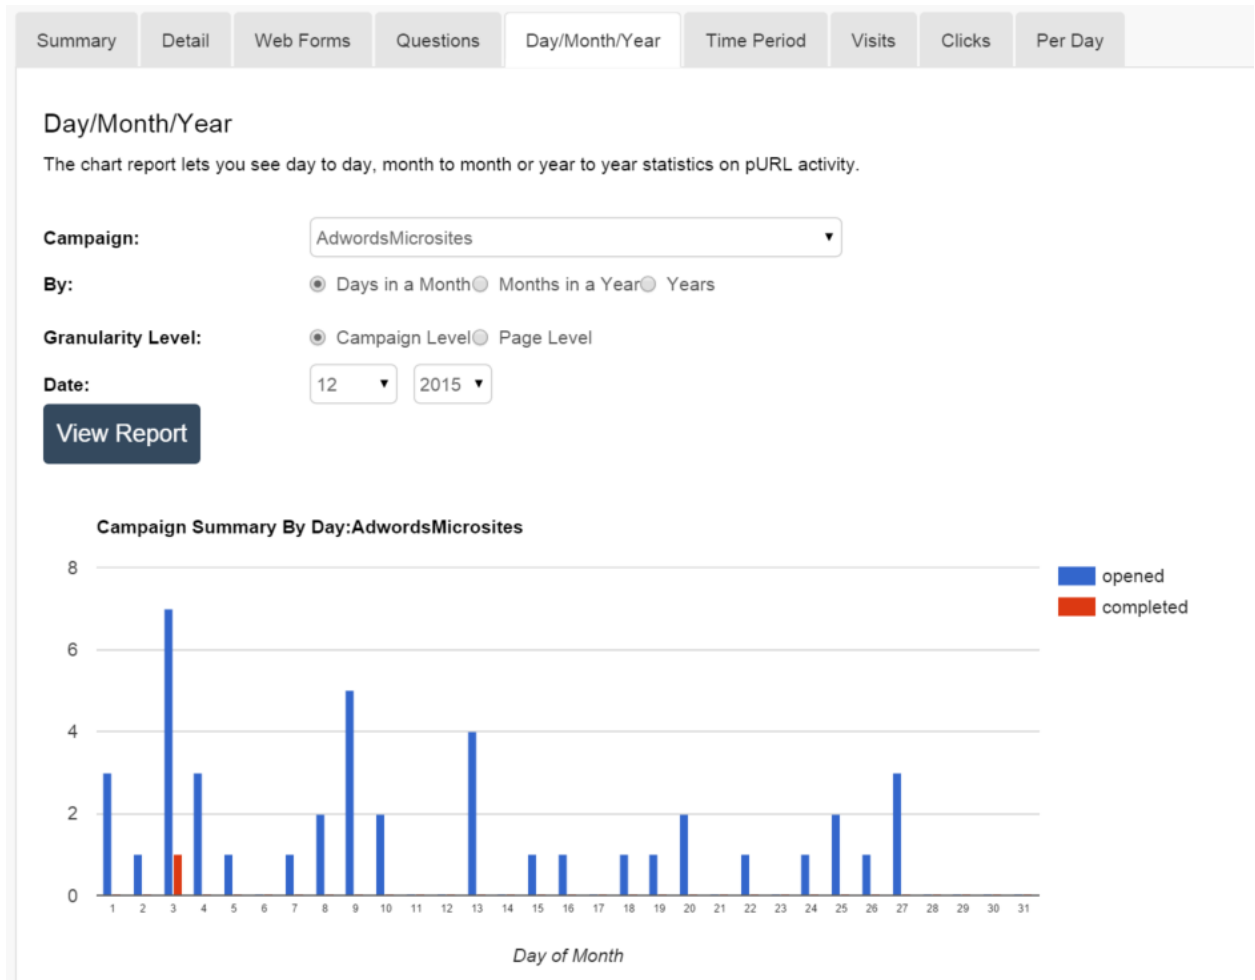 Summary Detail Web Forms Questions Day/Month/Year Time Period Visits Clicks Per Day
Day/Month/Year
The chart report lets you see day to day, month to month or year to year statistics on pURL activity.
Campaign: AdwordsMicrosites
By: Days in a Month Months in a Year Years
Granularity Level: Campaign Level Page Level
Date: 12 2015
View Report
Campaign Summary By Day:AdwordsMicrosites
8
opened
completed
6
4
2
0
1 2 3 4 5 6 7 8 9 10 11 12 13 14 15 16 17 18 19 20 21 22 23 24 25 26 27 28 29 30 31
Day of Month